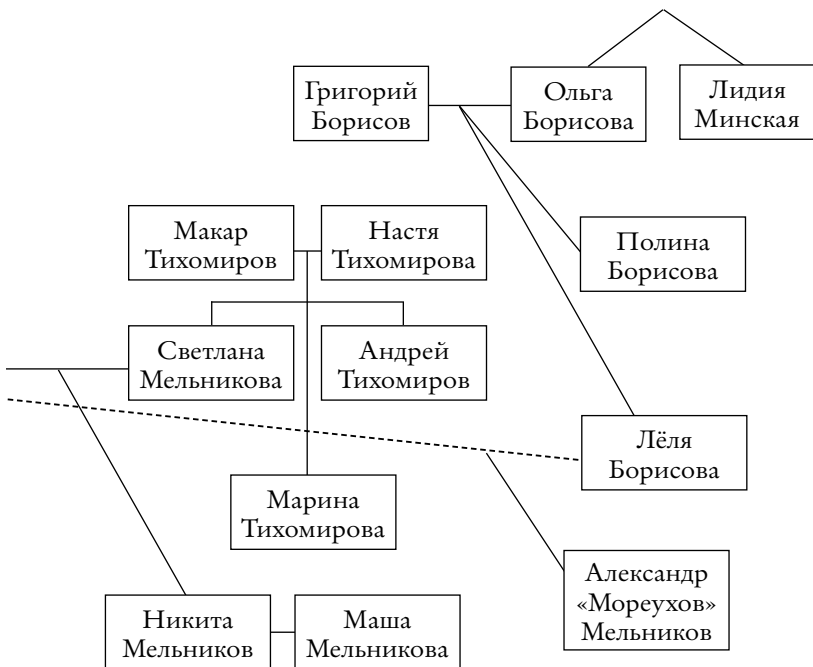 Григорий
Борисов
Ольга
Борисова
Лидия
Минская
Макар
Тихомиров
Настя
Тихомирова
Полина
Борисова
Светлана
Мельникова
Андрей
Тихомиров
Лёля
Борисова
Марина
Тихомирова
Александр
«Мореухов»
Мельников
Никита
Мельников
Маша
Мельникова